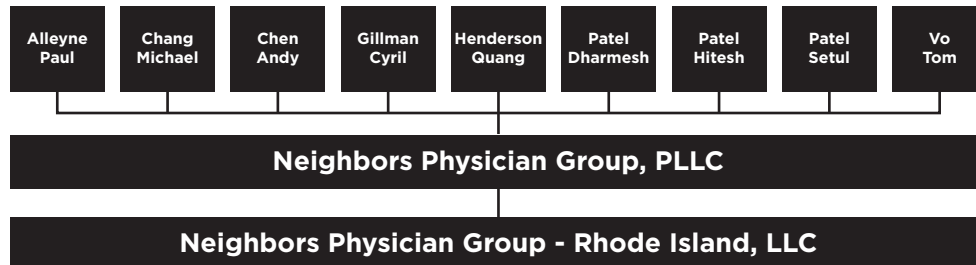 Alleyne
Paul
Chang
Michael
Chen
Andy
Gillman
Cyril
Henderson
Quang
Patel
Dharmesh
Patel
Hitesh
Patel
Setul
Vo
Tom
Neighbors Physician Group, PLLC
Neighbors Physician Group - Rhode Island, LLC